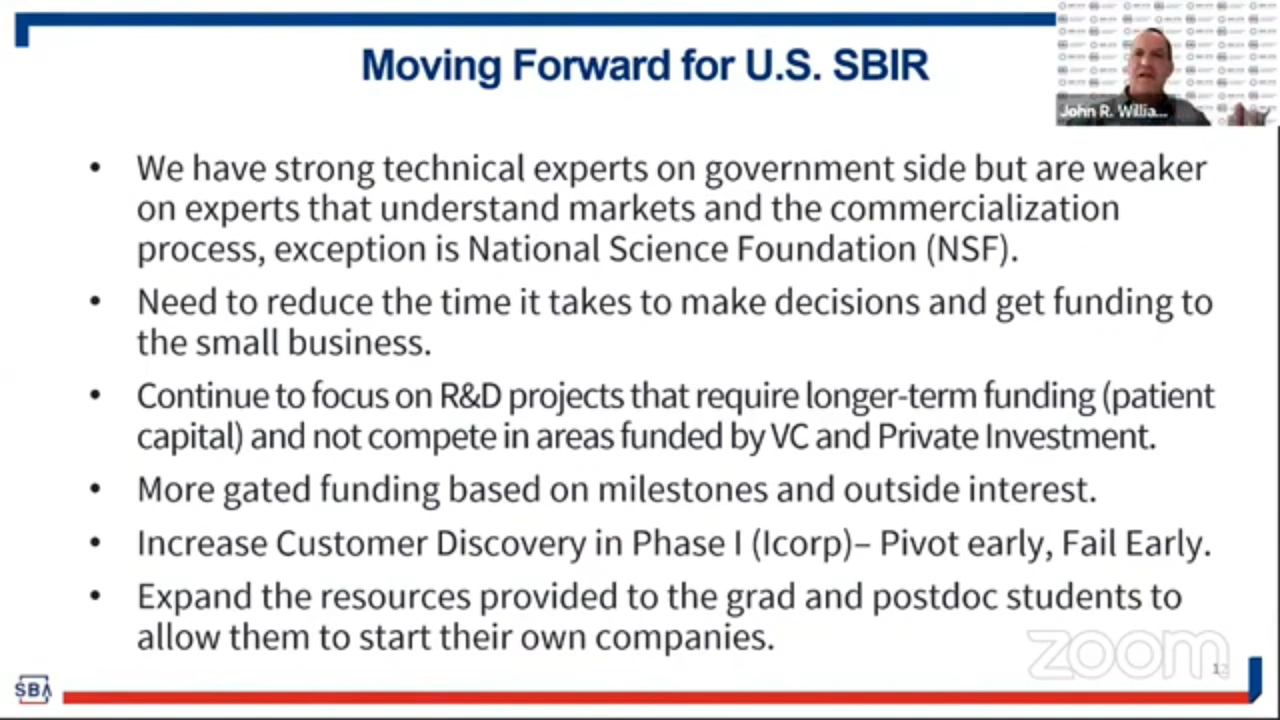 Moving Forward for U.S. SBIR
John R. Willia...
• We have strong technical experts on government side but are weaker
on experts that understand markets and the commercialization
process, exception is National Science Foundation (NSF).
• Need to reduce the time it takes to make decisions and get funding to
the small business.
• Continue to focus on R&D projects that require longer-term funding (patient
capital) and not compete in areas funded by VC and Private Investment.
• More gated funding based on milestones and outside interest.
• Increase Customer Discovery in Phase I (Icorp)– Pivot early, Fail Early.
• Expand the resources provided to the grad and postdoc students to
allow them to start their own companies.
zoom
SBA